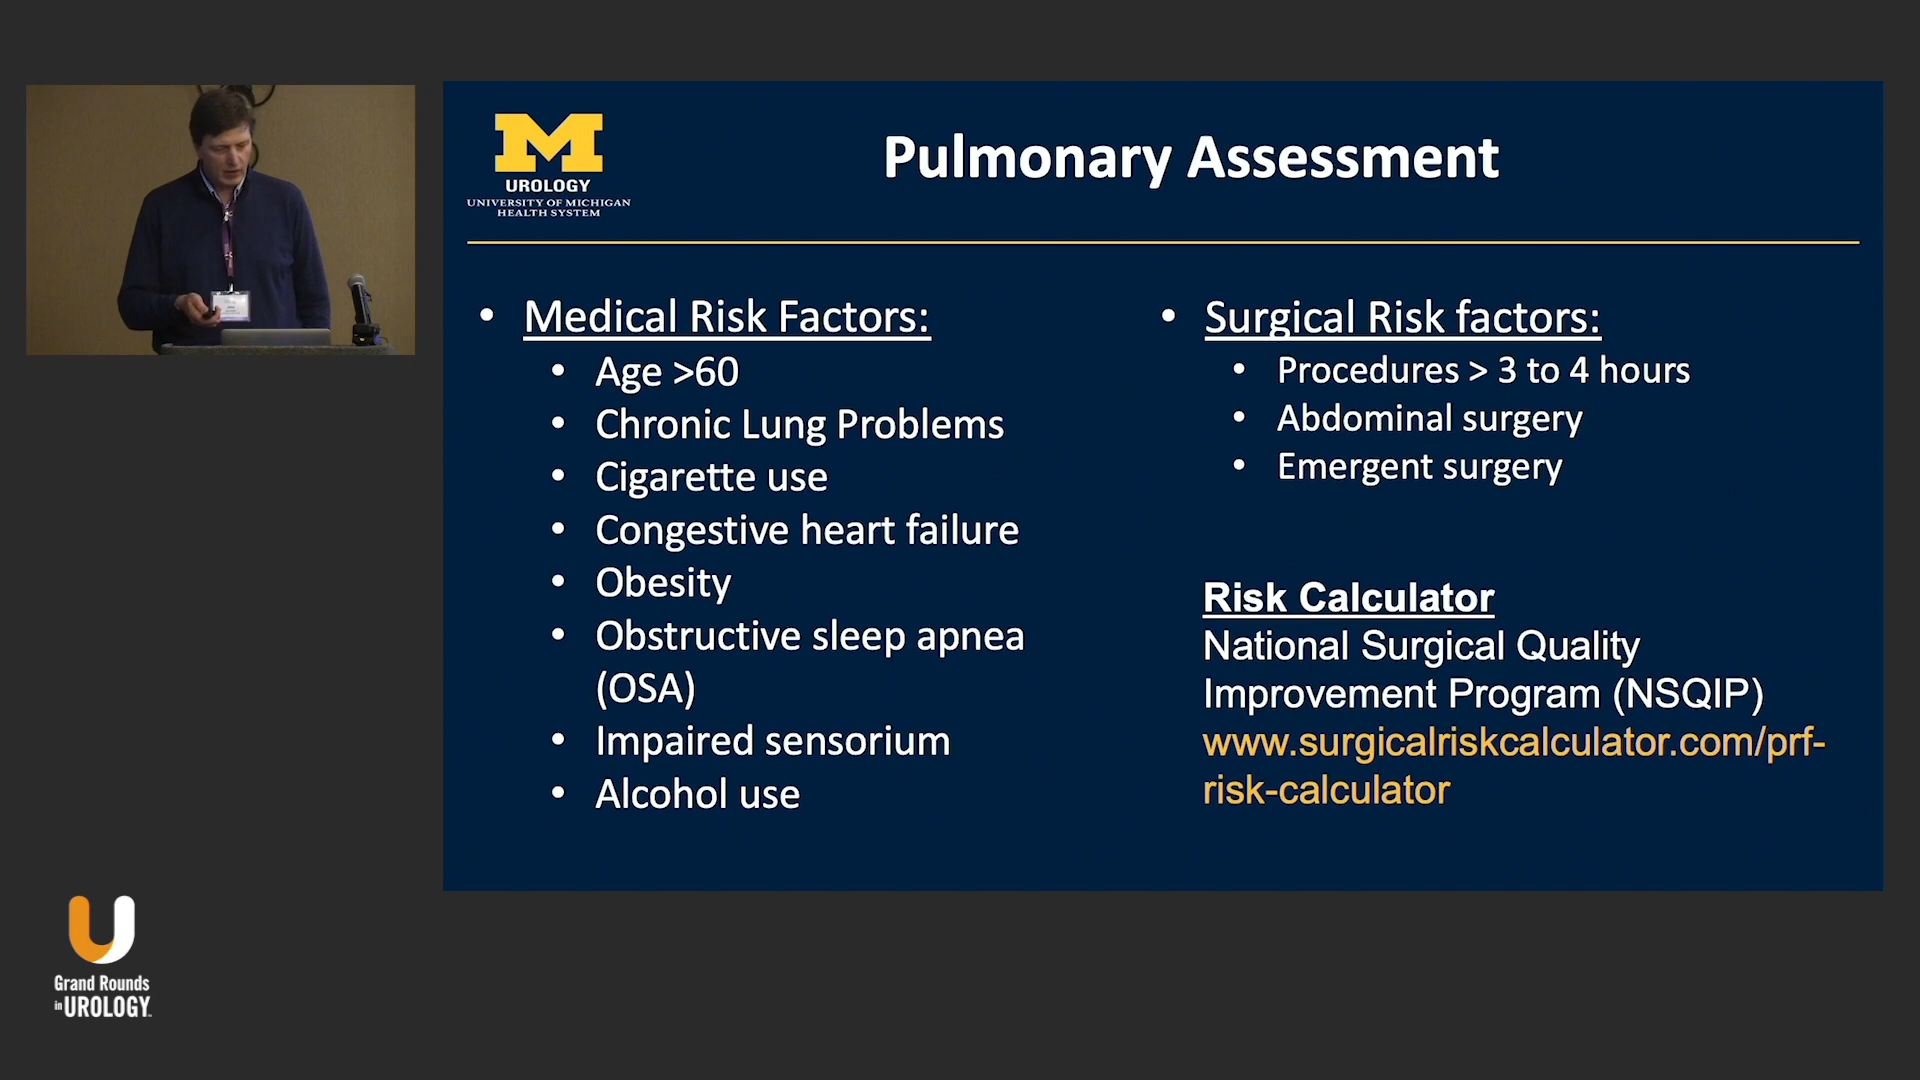 M
UROLOGY
UNIVERSITY OF MICHIGAN
HEALTH SYSTEM
Pulmonary Assessment
• Medical Risk Factors:
• Age >60
• Chronic Lung Problems
• Cigarette use
• Congestive heart failure
• Obesity
• Obstructive sleep apnea
(OSA)
• Impaired sensorium
• Alcohol use
• Surgical Risk factors:
• Procedures > 3 to 4 hours
• Abdominal surgery
• Emergent surgery
Risk Calculator
National Surgical Quality
Improvement Program (NSQIP)
www.surgicalriskcalculator.com/prf-
risk-calculator
U
Grand Rounds
in UROLOGY